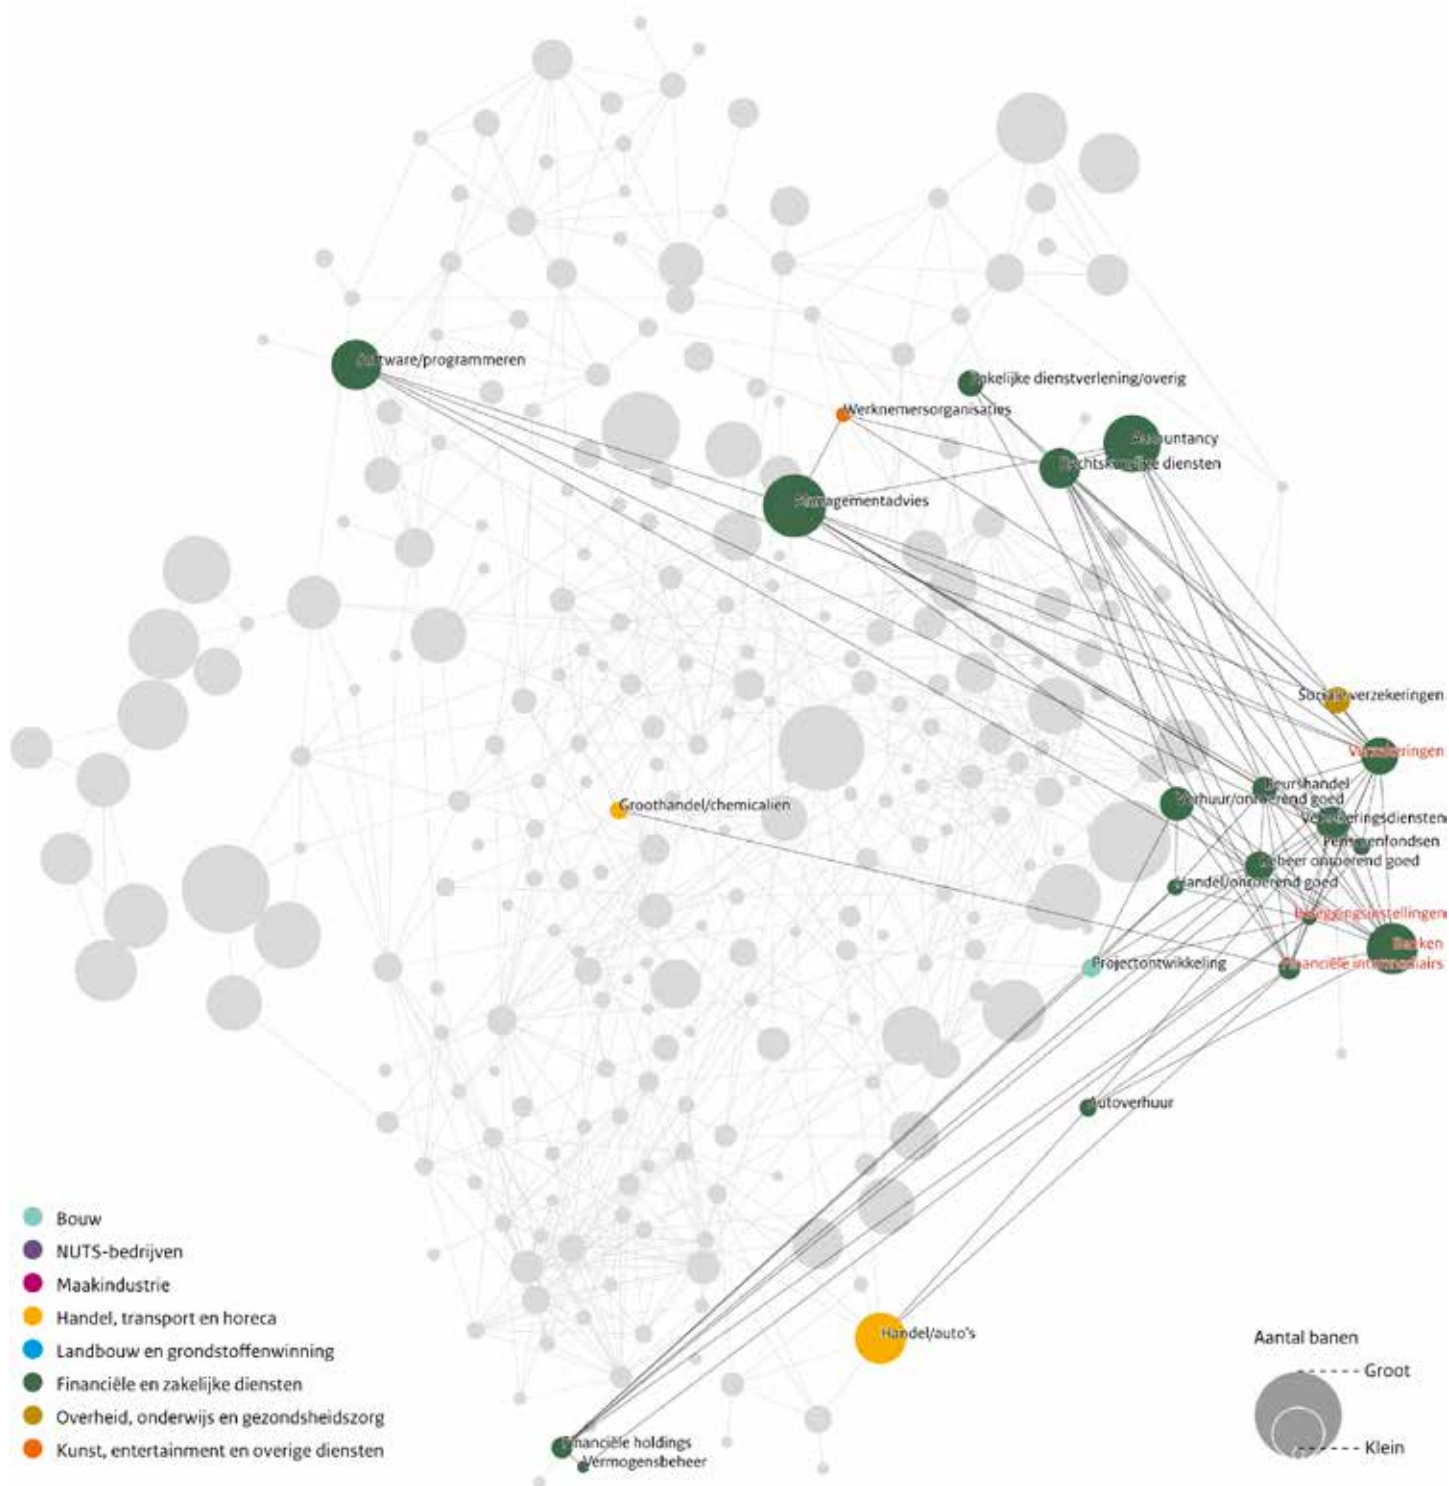 Software/programmeren
Zakelijke dienstverlening/overig
Werknemersorganisaties
Accountancy
Rechtskundige diensten
Managementadvies
Sociale verzekeringen
Verzekeringen
Beurshandel
Verhuur/onroerend goed
Groothandel/chemicalien
Verzekeringsdiensten
Pensioenfondsen
Beheer onroerend goed
Handel/onroerend goed
Beleggingsinstellingen
Banken
Projectontwikkeling
Financiële intermediairs
Autoverhuur
Bouw
NUTS-bedrijven
Maakindustrie
Handel, transport en horeca
Landbouw en grondstoffenwinning
Financiële en zakelijke diensten
Overheid, onderwijs en gezondsheidszorg
Kunst, entertainment en overige diensten
Handel/auto's
Aantal banen
Groot
Klein
Financiële holdings
Vermogensbeheer